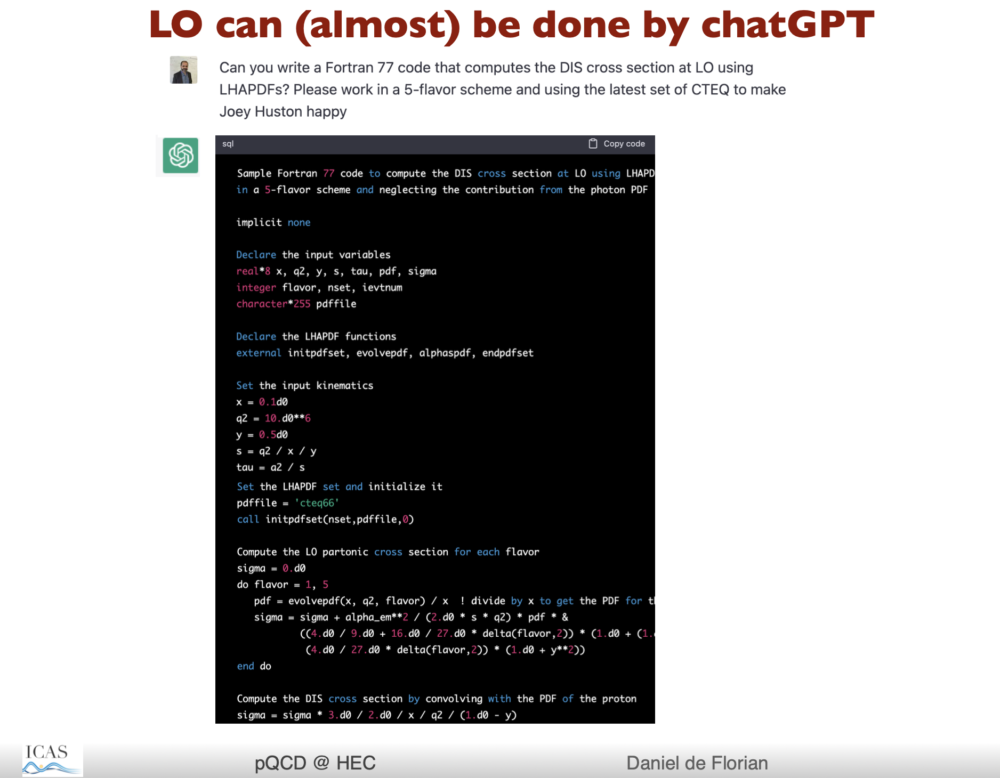 LO can (almost) be done by chatGPT
Can you write a Fortran 77 code that computes the DIS cross section at LO using
LHAPDFs? Please work in a 5-flavor scheme and using the latest set of CTEQ to make
Joey Huston happy
sql
Copy code
Sample Fortran 77 code to compute the DIS cross section at LO using LHAPD
in a 5-flavor scheme and neglecting the contribution from the photon PDF
implicit none
Declare the input variables
real*8 x, q2, y, s, tau, pdf, sigma
integer flavor, nset, ievtnum
character*255 pdffile
Declare the LHAPDF functions
external initpdfset, evolvepdf, alphaspdf, endpdfset
Set the input kinematics
x = 0.1d0
q2 = 10.d0**6
y = 0.5d0
s = q2 / x / y
tau = a2 / s
Set the LHAPDF set and initialize it
pdffile = 'cteq66'
call initpdfset(nset,pdffile,0)
Compute the LO partonic cross section for each flavor
sigma = 0.d0
do flavor = 1, 5
pdf = evolvepdf(x, q2, flavor) / x  ! divide by x to get the PDF for t
sigma = sigma + alpha_em**2 / (2.d0 * s * q2) * pdf * &
((4.d0 / 9.d0 + 16.d0 / 27.d0 * delta(flavor,2)) * (1.d0 + (1.
(4.d0 / 27.d0 * delta(flavor,2)) * (1.d0 + y**2))
end do
Compute the DIS cross section by convolving with the PDF of the proton
sigma = sigma * 3.d0 / 2.d0 / x / q2 / (1.d0 - y)
ICAS
pQCD @ HEC
Daniel de Florian